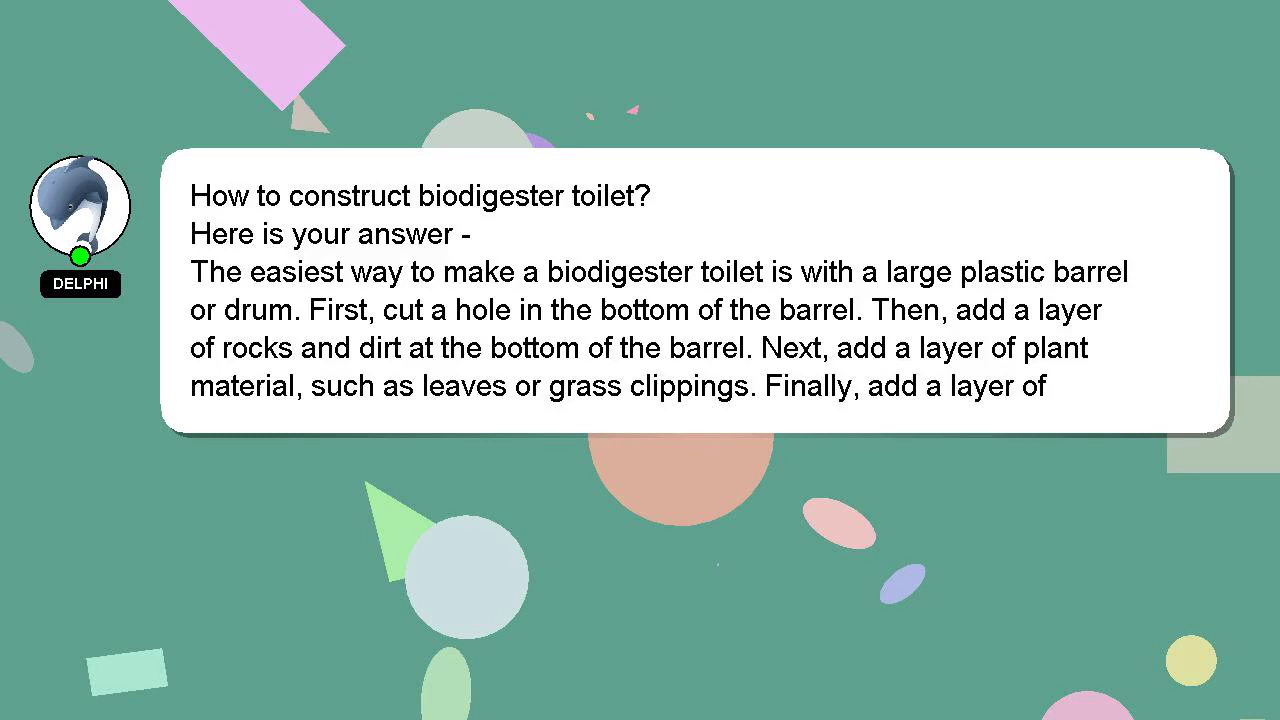 How to construct biodigester toilet?
Here is your answer -
The easiest way to make a biodigester toilet is with a large plastic barrel
or drum. First, cut a hole in the bottom of the barrel. Then, add a layer
of rocks and dirt at the bottom of the barrel. Next, add a layer of plant
material, such as leaves or grass clippings. Finally, add a layer of
DELPHI